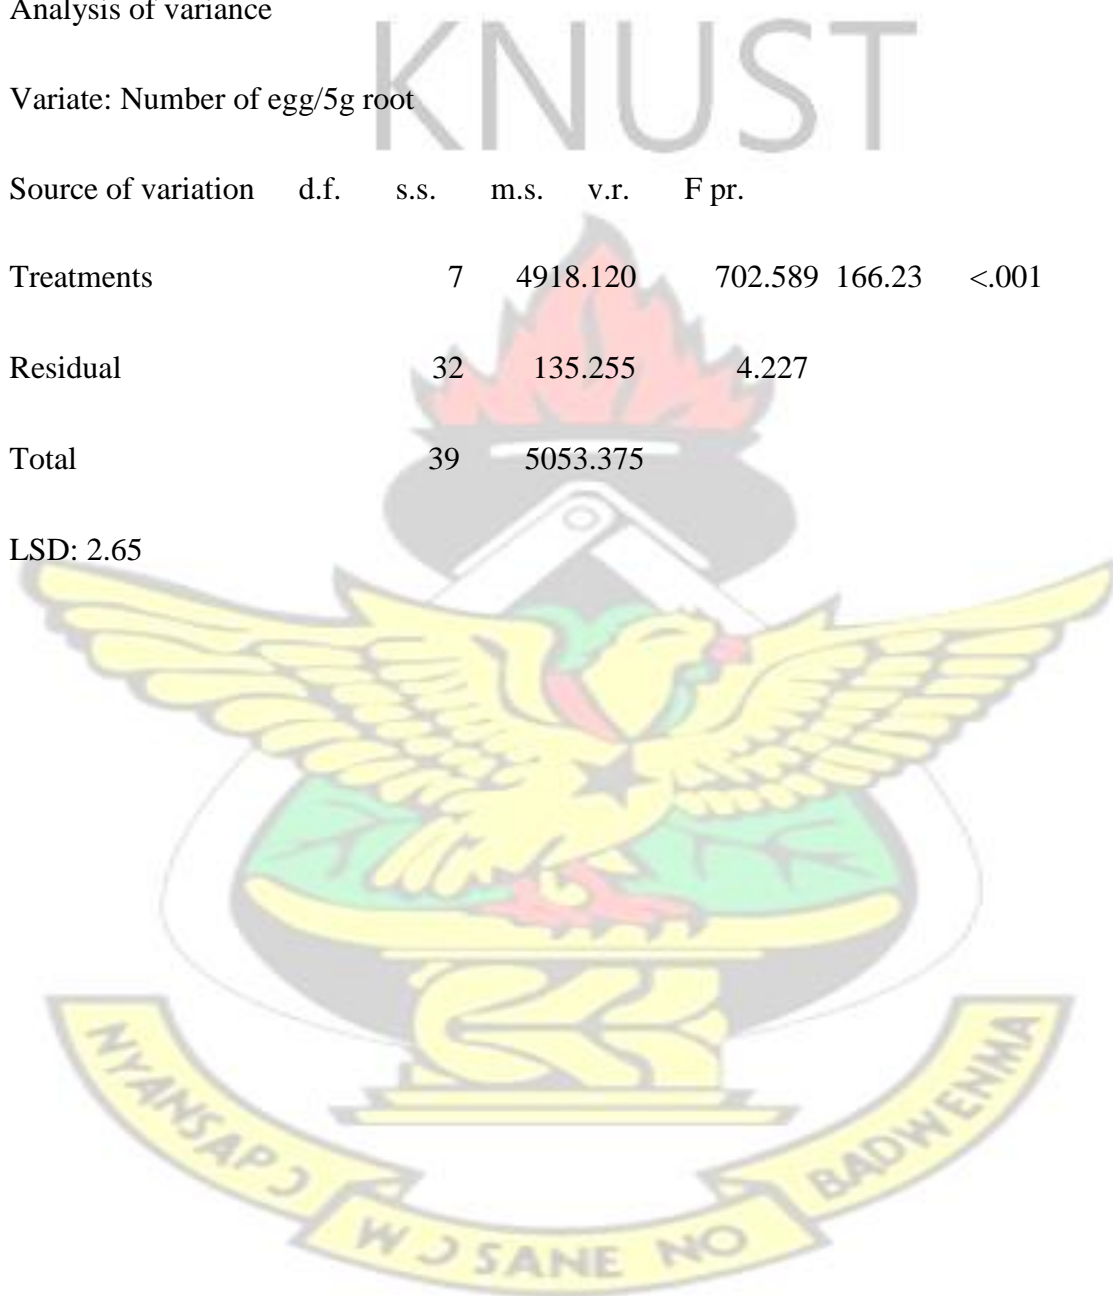 Analysis of variance
KNUST
Variate: Number of egg/5g root
Source of variation d.f. s.s. m.s. v.r. F pr.
Treatments 7 4918.120 702.589 166.23 <.001
Residual 32 135.255 4.227
Total 39 5053.375
LSD: 2.65
NYANSAPƆ
WƆSANE NO
BADWENMA